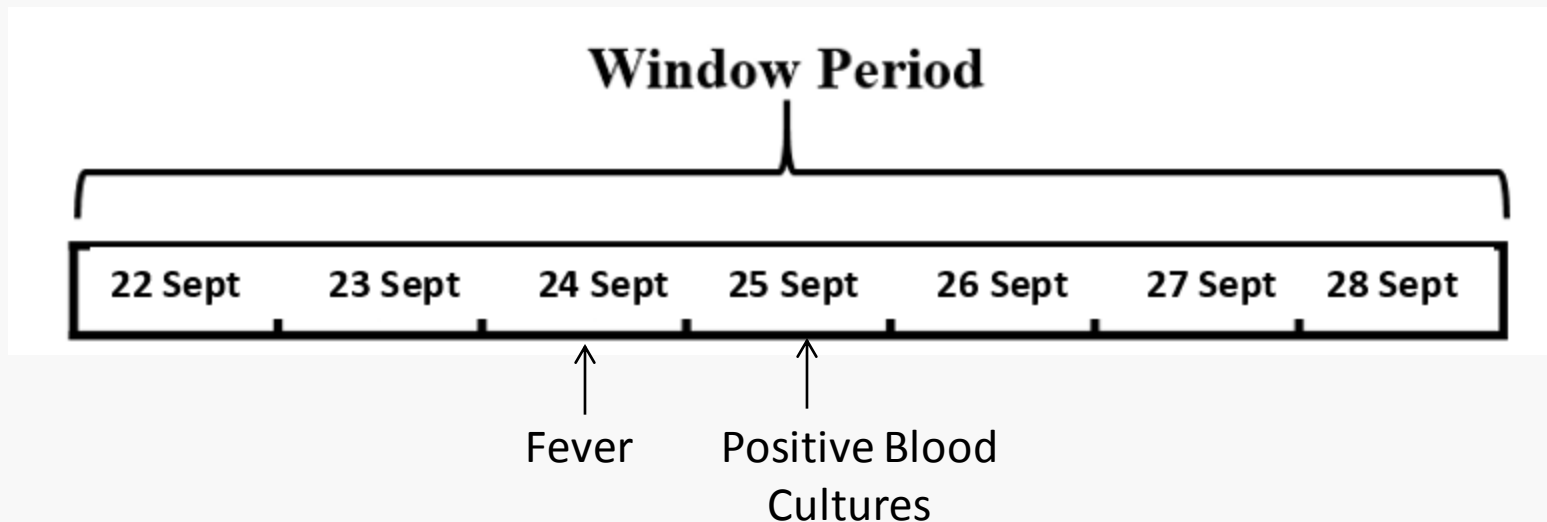 Window Period
22 Sept 23 Sept 24 Sept 25 Sept 26 Sept 27 Sept 28 Sept
Fever Positive Blood
Cultures